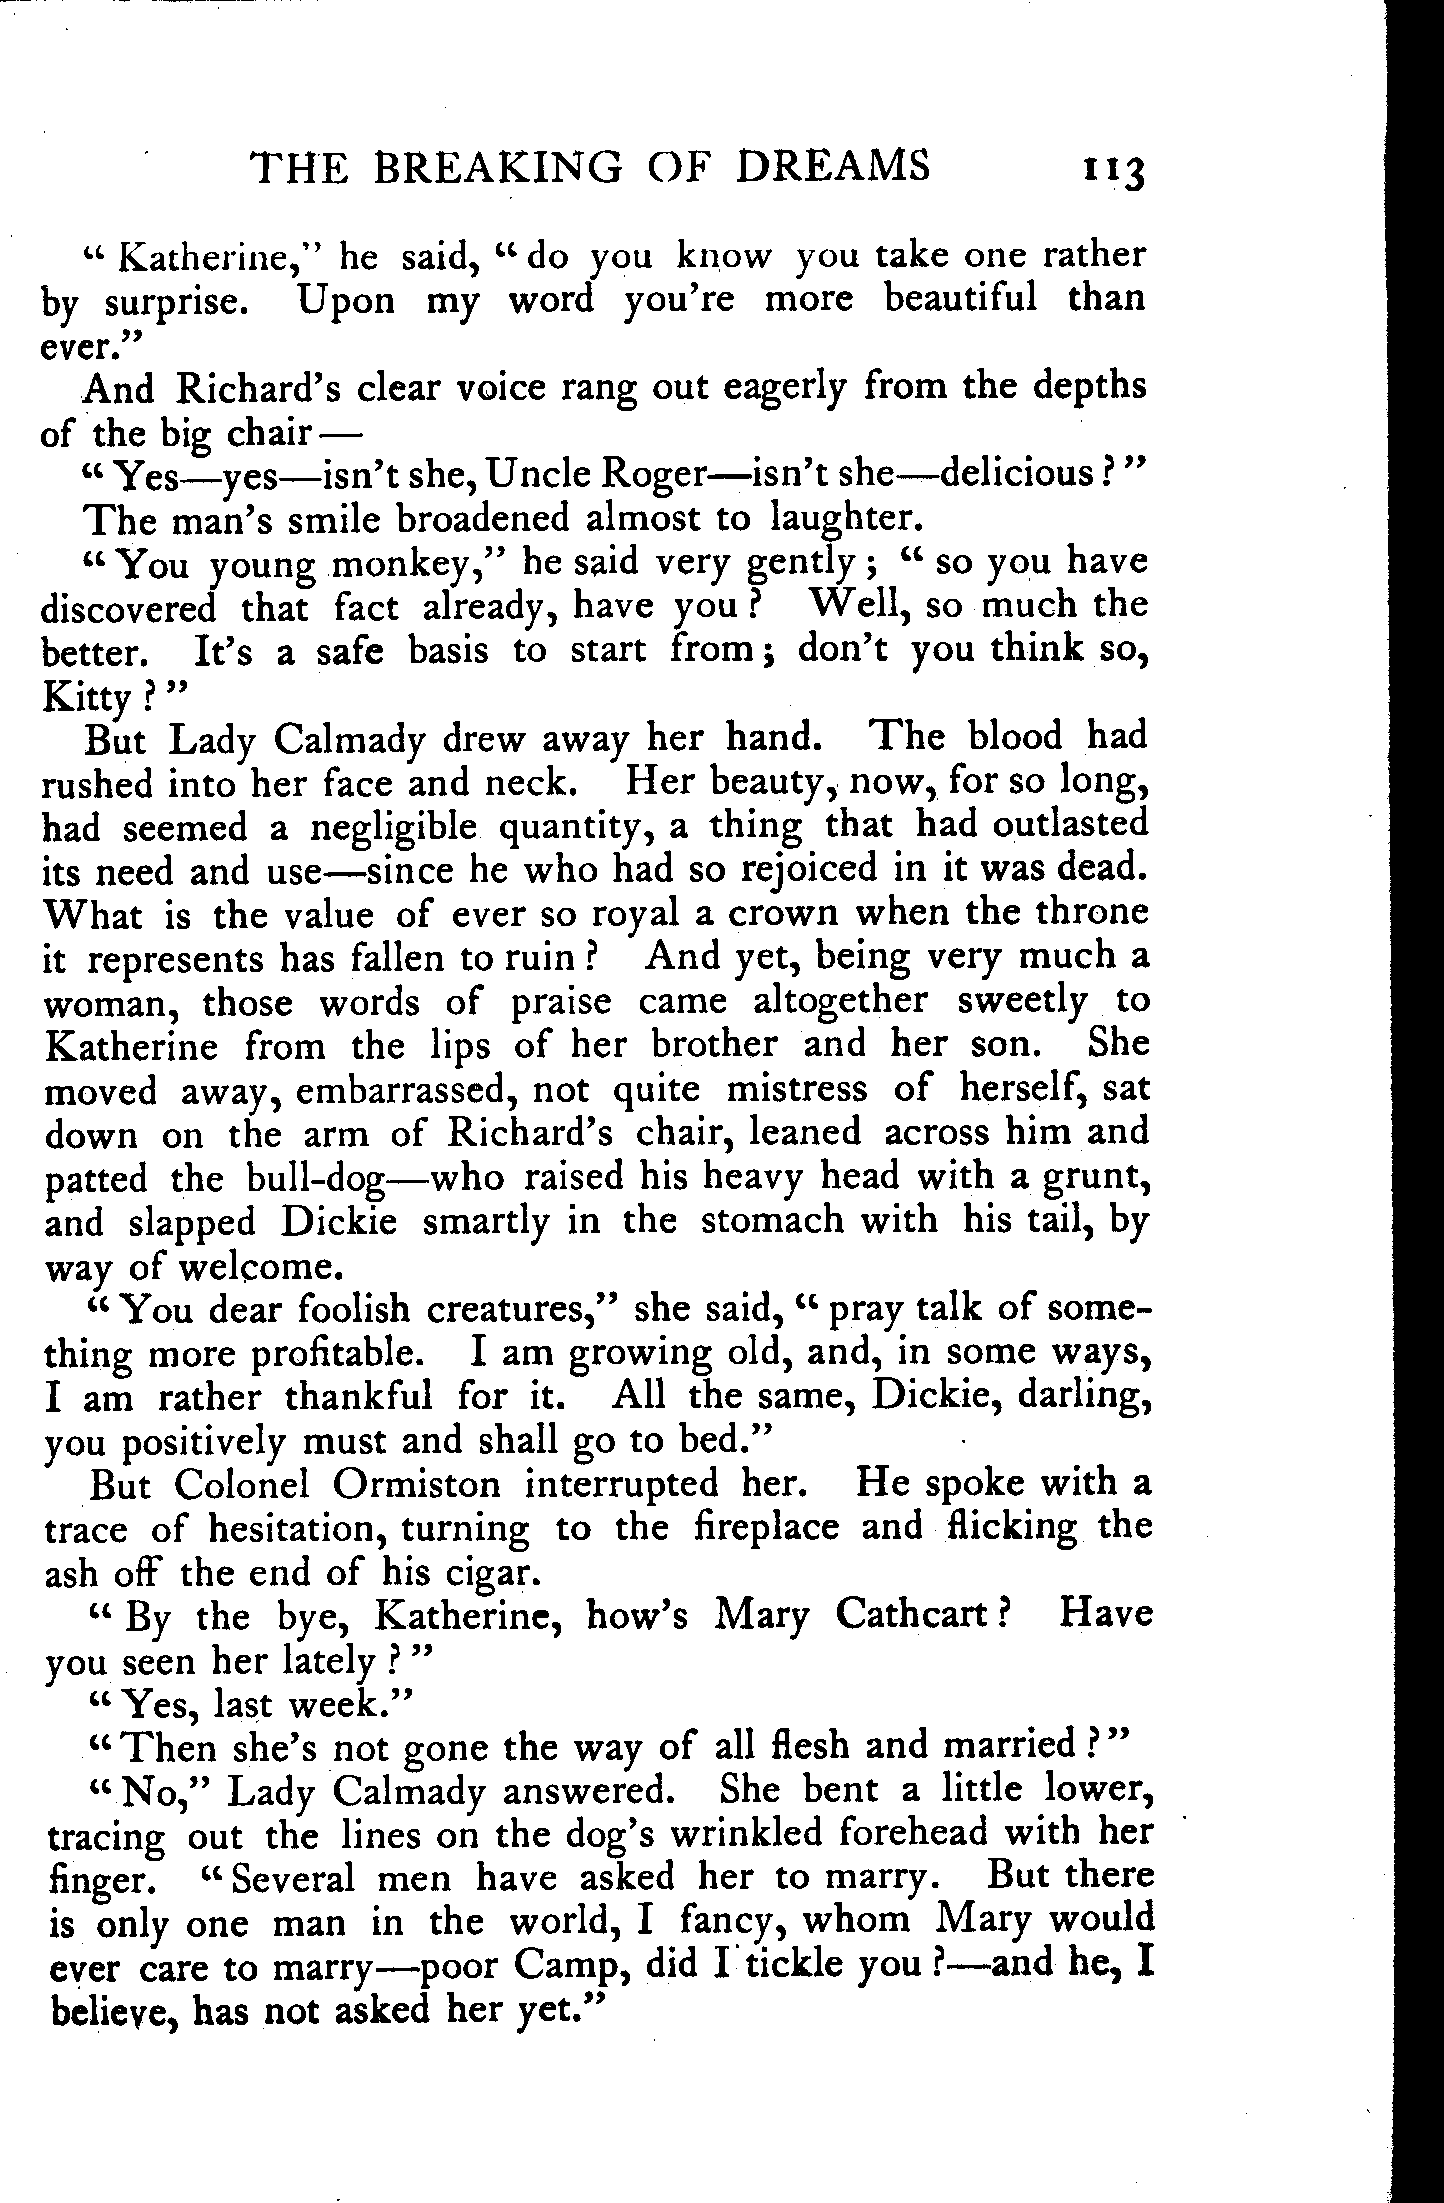 THE BREAKING OF DREAMS 113
“ Katherine,” he said, “ do you know you take one rather
by surprise. Upon my word you're more beautiful than
ever.”
And Richard's clear voice rang out eagerly from the depths
of the big chair—
“ Yes—yes—isn't she, Uncle Roger—isn't she—delicious ? ”
The man's smile broadened almost to laughter.
“ You young monkey,” he said very gently ; “ so you have
discovered that fact already, have you ? Well, so much the
better. It's a safe basis to start from ; don't you think so,
Kitty ? ”
But Lady Calmady drew away her hand. The blood had
rushed into her face and neck. Her beauty, now, for so long,
had seemed a negligible quantity, a thing that had outlasted
its need and use—since he who had so rejoiced in it was dead.
What is the value of ever so royal a crown when the throne
it represents has fallen to ruin ? And yet, being very much a
woman, those words of praise came altogether sweetly to
Katherine from the lips of her brother and her son. She
moved away, embarrassed, not quite mistress of herself, sat
down on the arm of Richard's chair, leaned across him and
patted the bull-dog—who raised his heavy head with a grunt,
and slapped Dickie smartly in the stomach with his tail, by
way of welcome.
“ You dear foolish creatures,” she said, “ pray talk of some-
thing more profitable. I am growing old, and, in some ways,
I am rather thankful for it. All the same, Dickie, darling,
you positively must and shall go to bed.”
But Colonel Ormiston interrupted her. He spoke with a
trace of hesitation, turning to the fireplace and flicking the
ash off the end of his cigar.
“ By the bye, Katherine, how's Mary Cathcart ? Have
you seen her lately ? ”
“ Yes, last week.”
“ Then she's not gone the way of all flesh and married ? ”
“ No,” Lady Calmady answered. She bent a little lower,
tracing out the lines on the dog's wrinkled forehead with her
finger. “ Several men have asked her to marry. But there
is only one man in the world, I fancy, whom Mary would
ever care to marry—poor Camp, did I tickle you ?—and he, I
believe, has not asked her yet.”